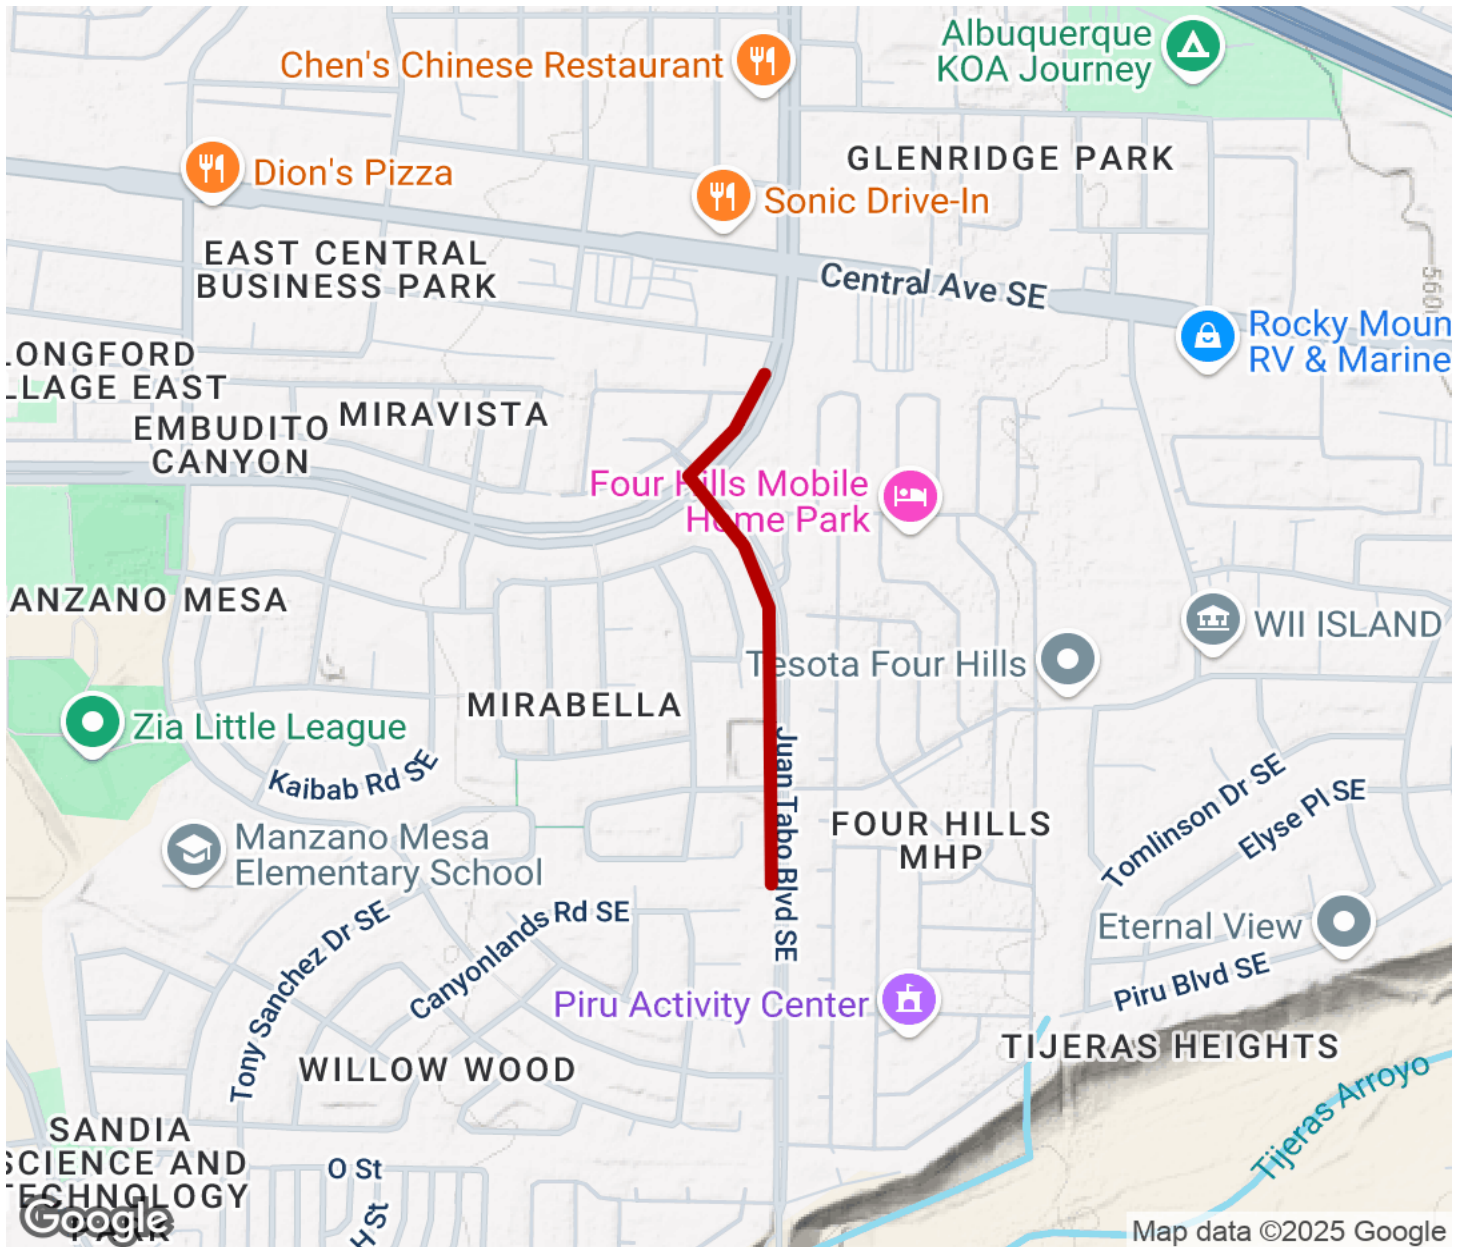 Albuquerque
KOA Journey
Chen's Chinese Restaurant
GLENRIDGE PARK
Dion's Pizza
Sonic Drive-In
EAST CENTRAL
BUSINESS PARK
Central Ave SE
560
Rocky Moun
RV & Marine
LONGFORD
LLAGE EAST
MIRAVISTA
EMBUDITO
CANYON
Four Hills Mobile
Home Park
ANZANO MESA
WII ISLAND
Tesota Four Hills
MIRABELLA
Zia Little League
Kaibab Rd SE
Juan Tabo Blvd SE
Tomlinson Dr SE
Elyse Pl SE
FOUR HILLS
MHP
Manzano Mesa
Elementary School
Canyonlands Rd SE
Tony Sanchez Dr SE
Eternal View
Piru Blvd SE
Piru Activity Center
TIJERAS HEIGHTS
WILLOW WOOD
Tijeras Arroyo
SANDIA
SCIENCE AND
TECHNOLOGY
PARK
O St
H St
Google
Map data ©2025 Google